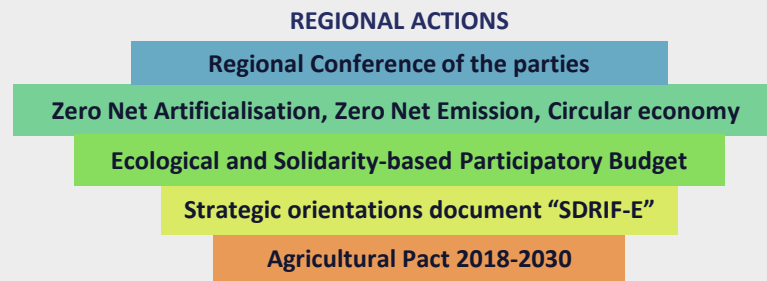 REGIONAL ACTIONS
Regional Conference of the parties
Zero Net Artificialisation, Zero Net Emission, Circular economy
Ecological and Solidarity-based Participatory Budget
Strategic orientations document “SDRIF-E”
Agricultural Pact 2018-2030